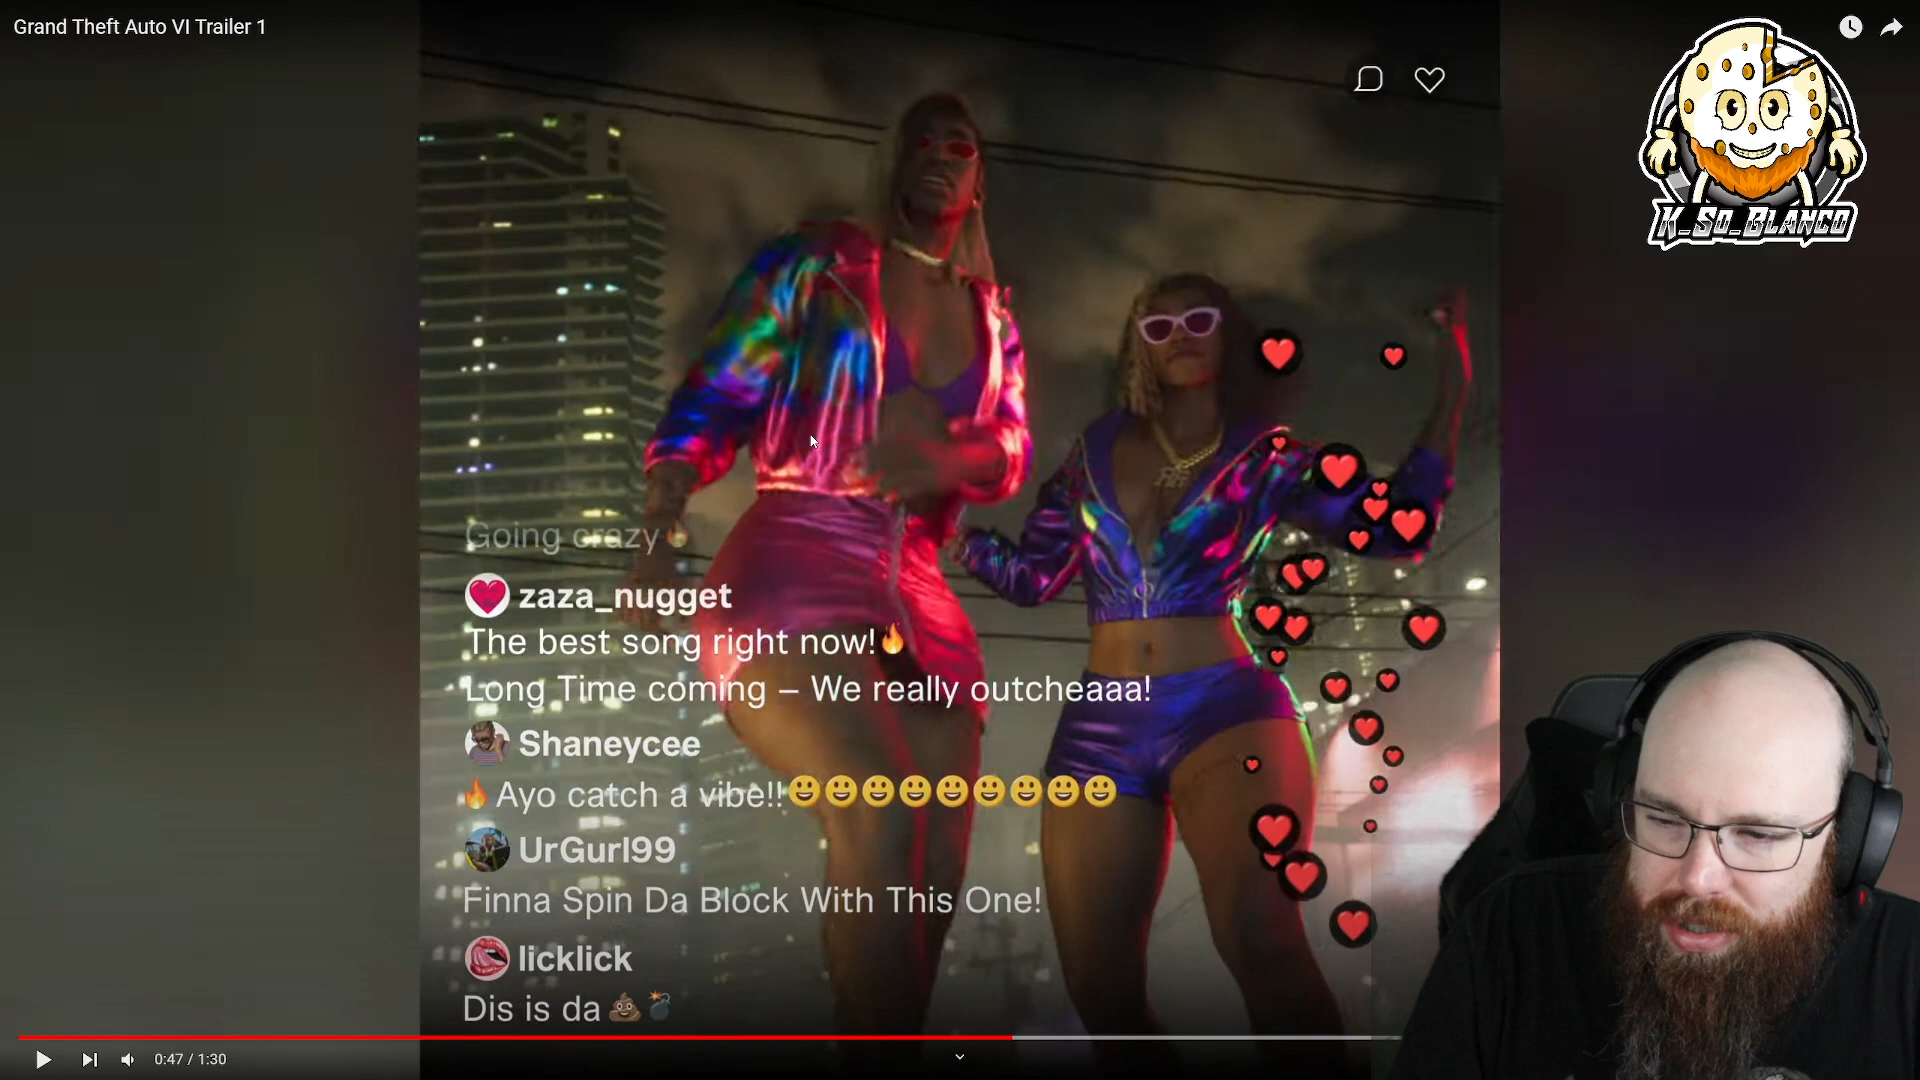 Grand Theft Auto VI Trailer 1
K_So_Blanco
Going crazy🔥
zaza_nugget
The best song right now!🔥
Long Time coming – We really outcheaaa!
Shaneycee
🔥Ayo catch a vibe!!😀😀😀😀😀😀😀😀😀
UrGurl99
Finna Spin Da Block With This One!
licklick
Dis is da💩💣
0:47 / 1:30